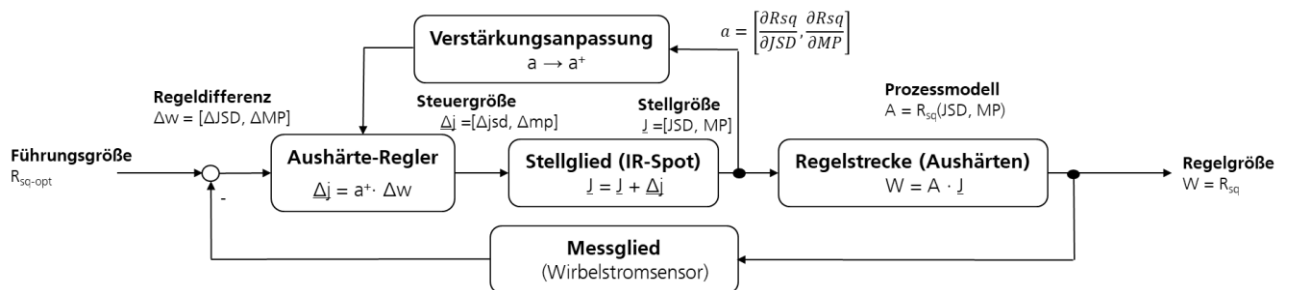 Verstärkungsanpassung
a → a⁺
a = [∂Rsq/∂JSD, ∂Rsq/∂MP]
Regeldifferenz
Δw = [ΔJSD, ΔMP]
Steuergröße
Δj =[Δjsd, Δmp]
Stellgröße
J =[JSD, MP]
Prozessmodell
A = Rsq(JSD, MP)
Führungsgröße
Rsq-opt
-
Aushärte-Regler
Δj = a⁺· Δw
Stellglied (IR-Spot)
J = J + Δj
Regelstrecke (Aushärten)
W = A · J
Regelgröße
W = Rsq
Messglied
(Wirbelstromsensor)